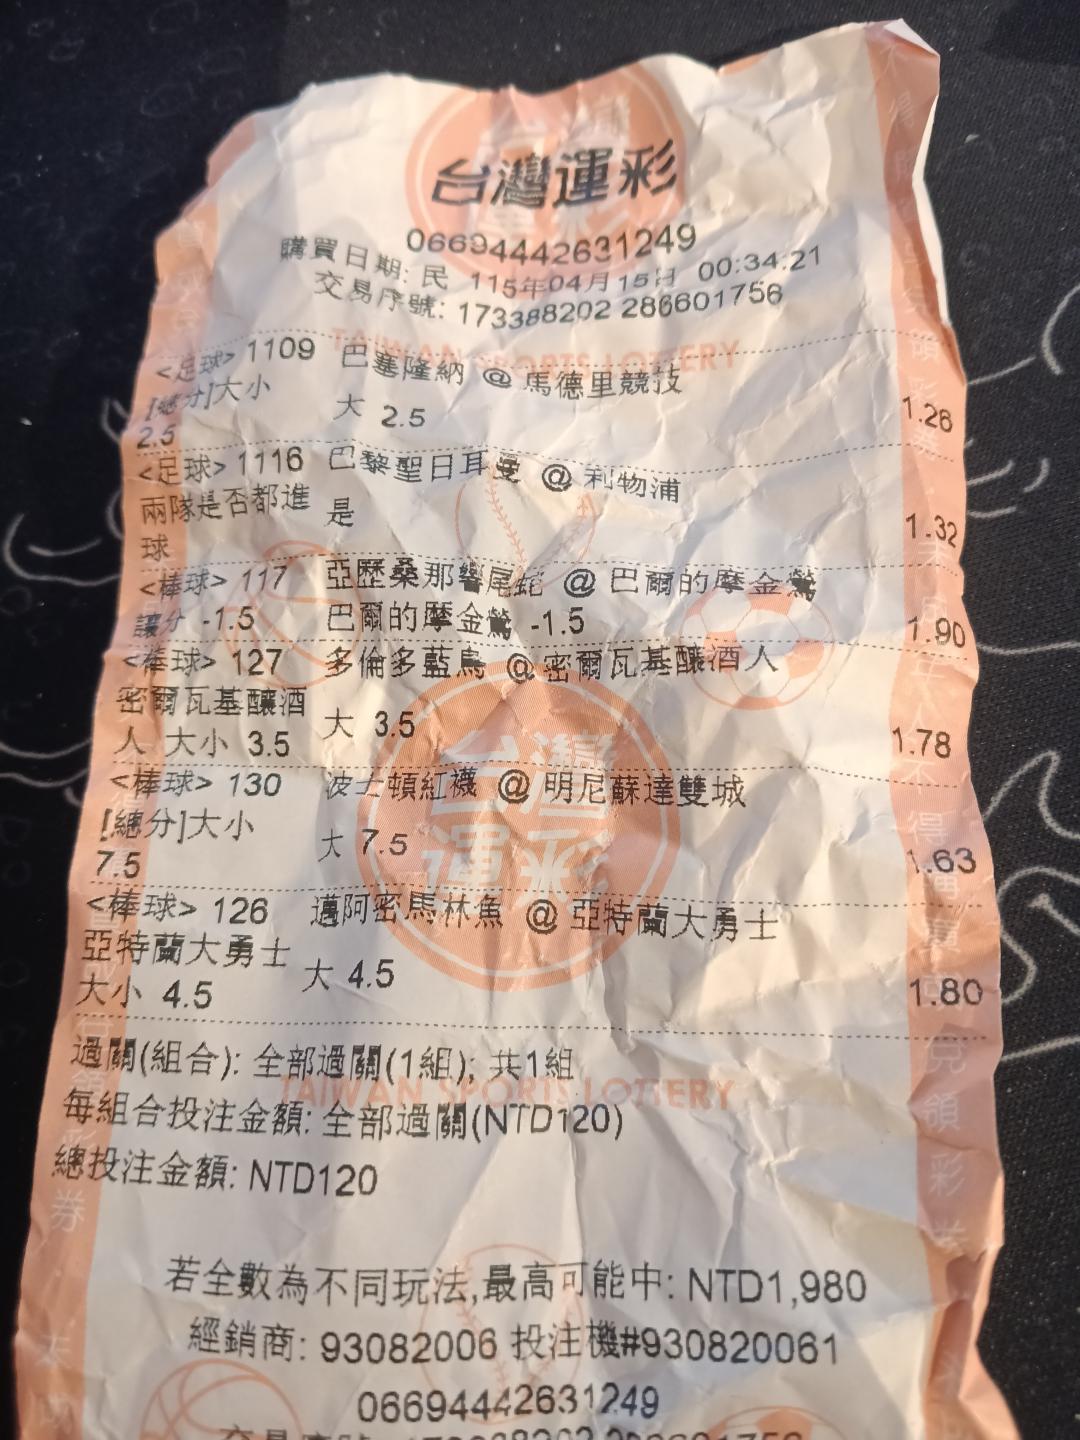 台灣運彩
06694442631249
購買日期: 民 115年04月15日 00:34:21
交易序號: 173388202 286601756
TAIWAN SPORTS LOTTERY
<足球> 1109 巴塞隆納 @ 馬德里競技
[總分]大小 大 2.5 1.26
2.5
<足球> 1116 巴黎聖日耳曼 @ 利物浦
兩隊是否都進 是 1.32
球
<棒球> 117 亞歷桑那響尾蛇 @ 巴爾的摩金鶯
讓分 -1.5 巴爾的摩金鶯 -1.5 1.90
<棒球> 127 多倫多藍鳥 @ 密爾瓦基釀酒人
密爾瓦基釀酒 大 3.5
人 大小 3.5 1.78
<棒球> 130 波士頓紅襪 @ 明尼蘇達雙城
[總分]大小 大 7.5
7.5 1.63
台灣
運彩
<棒球> 126 邁阿密馬林魚 @ 亞特蘭大勇士
亞特蘭大勇士 大 4.5
大小 4.5 1.80
過關(組合): 全部過關(1組); 共1組
TAIWAN SPORTS LOTTERY
每組合投注金額: 全部過關(NTD120)
總投注金額: NTD120
若全數為不同玩法,最高可能中: NTD1,980
經銷商: 93082006 投注機#930820061
06694442631249